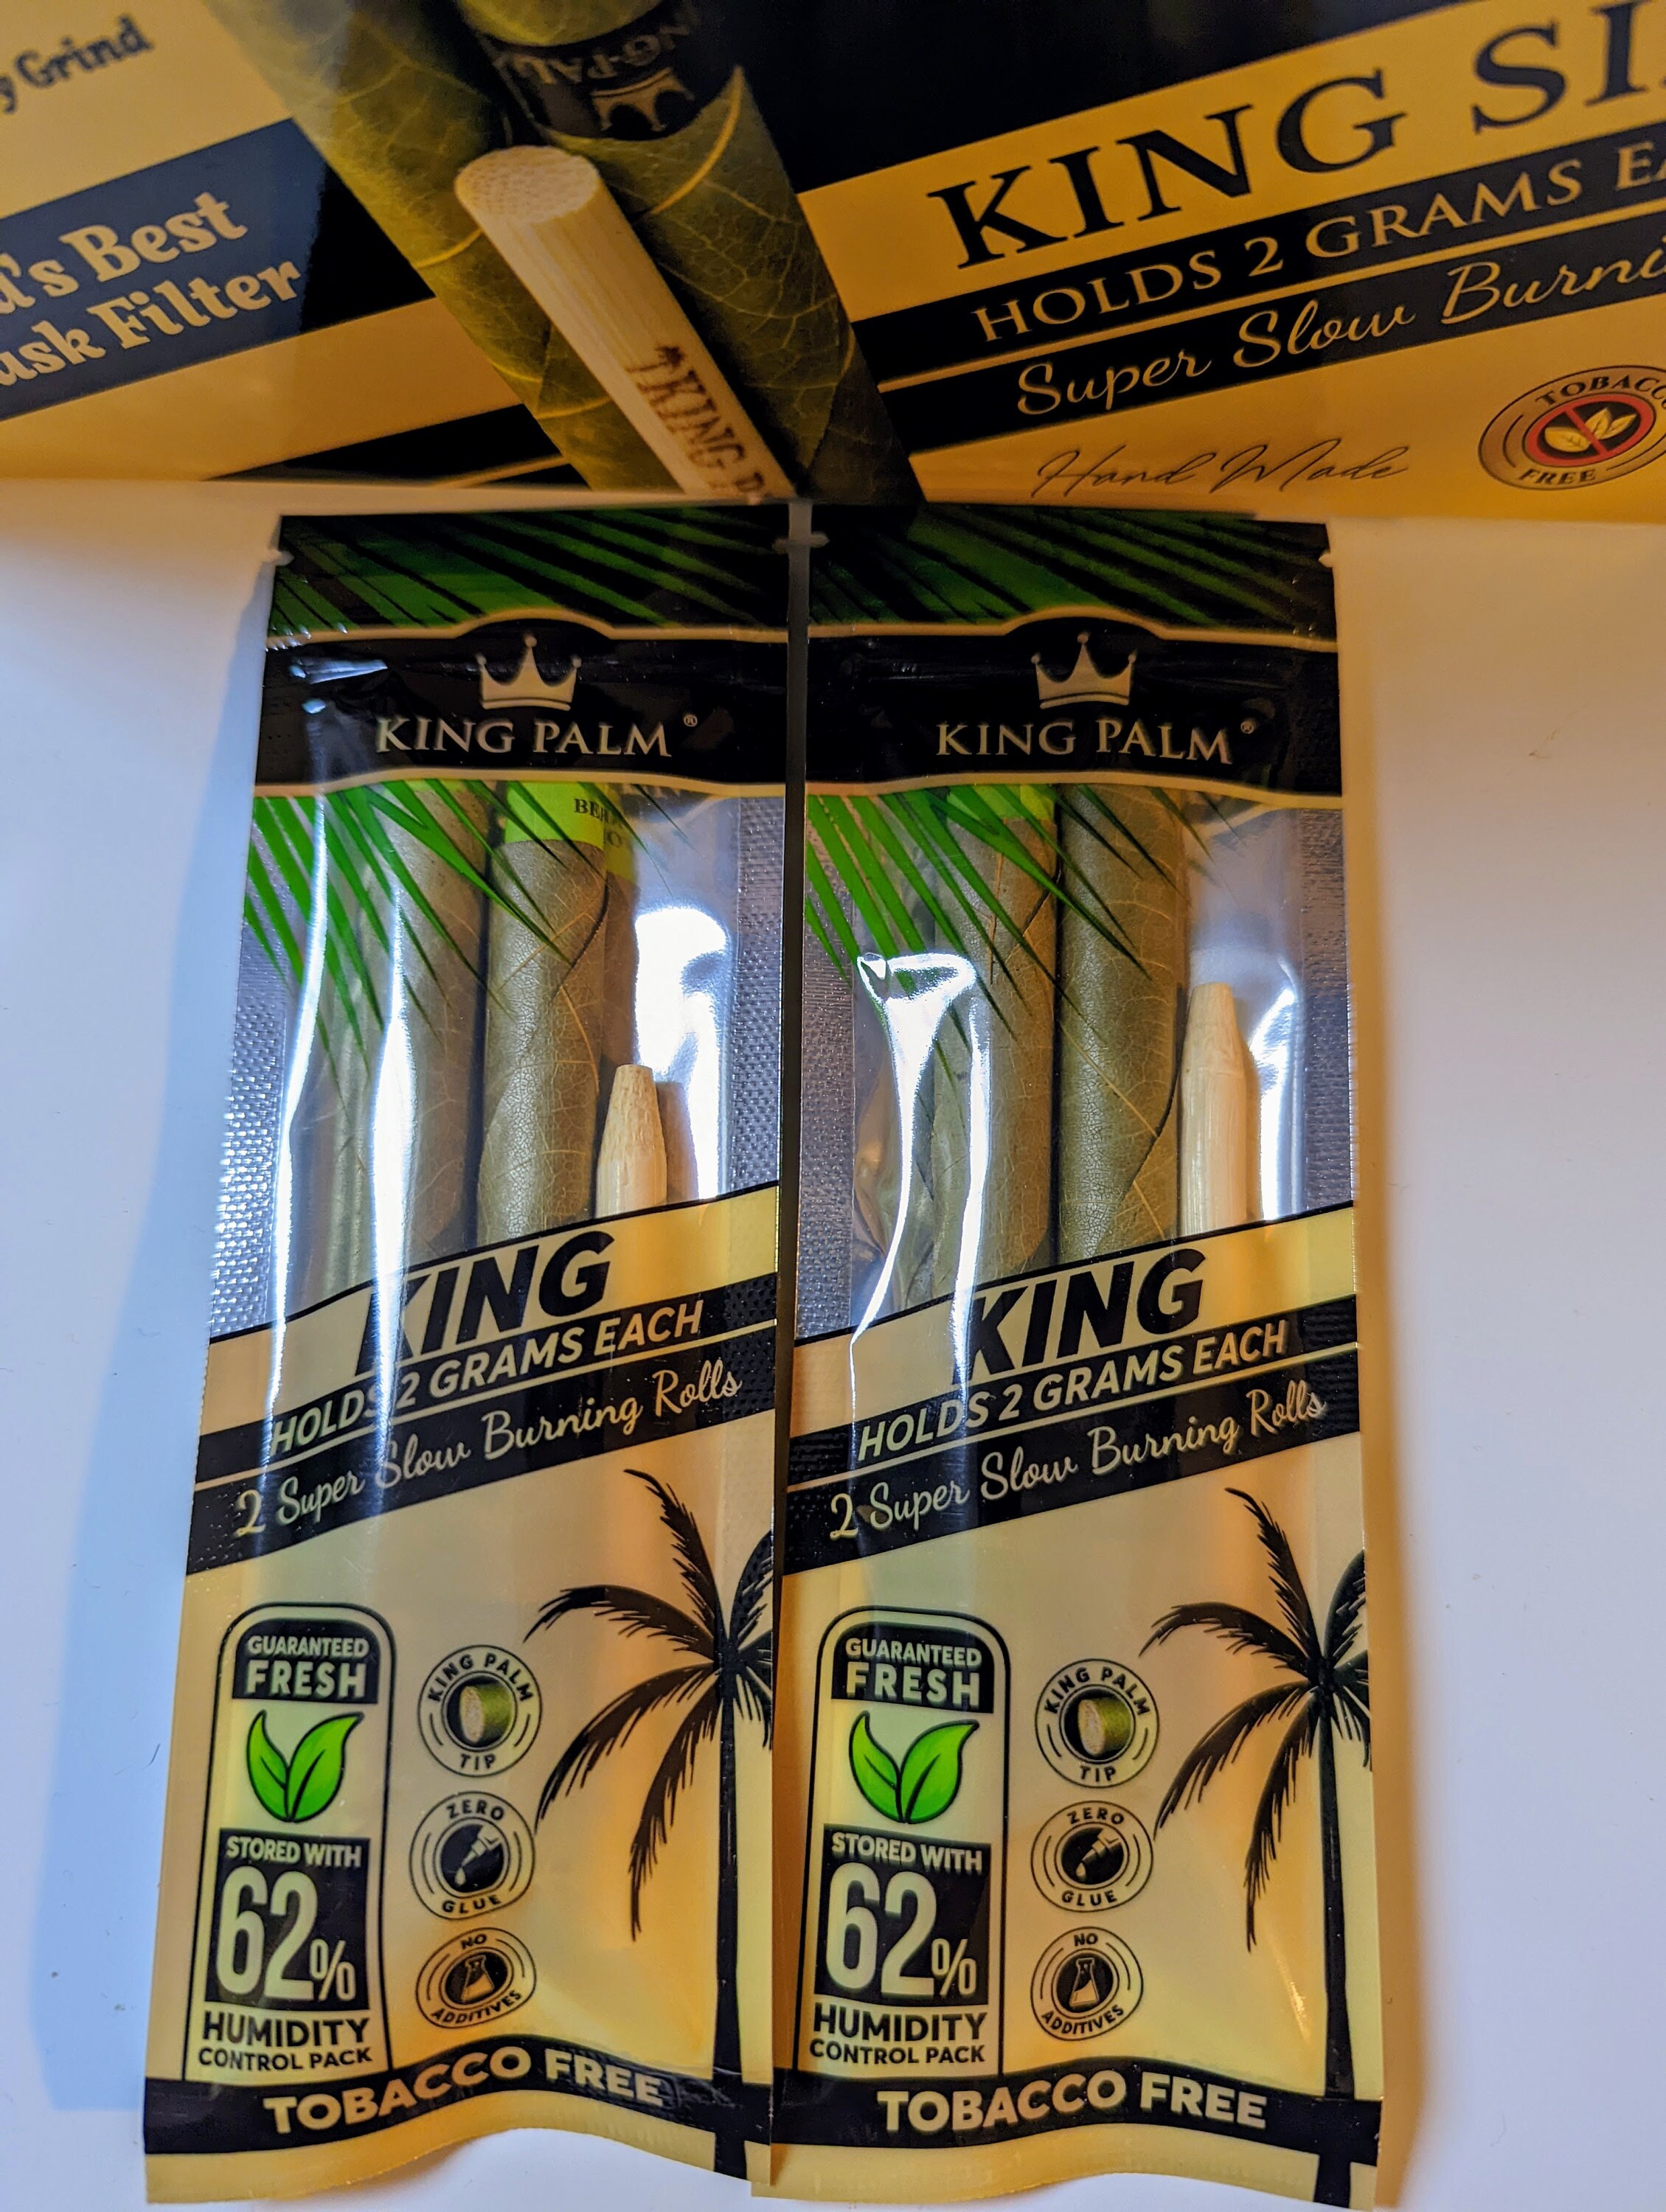 y Grind
d's Best
usk Filter
KING
KING SI
HOLDS 2 GRAMS EA
Super Slow Burni
Hand Made
TOBACCO
FREE
KING PALM®
KING
HOLDS 2 GRAMS EACH
2 Super Slow Burning Rolls
GUARANTEED
FRESH
STORED WITH
62%
HUMIDITY
CONTROL PACK
KING PALM
TIP
ZERO
GLUE
NO
ADDITIVES
TOBACCO FREE
KING PALM®
KING
HOLDS 2 GRAMS EACH
2 Super Slow Burning Rolls
GUARANTEED
FRESH
STORED WITH
62%
HUMIDITY
CONTROL PACK
KING PALM
TIP
ZERO
GLUE
NO
ADDITIVES
TOBACCO FREE